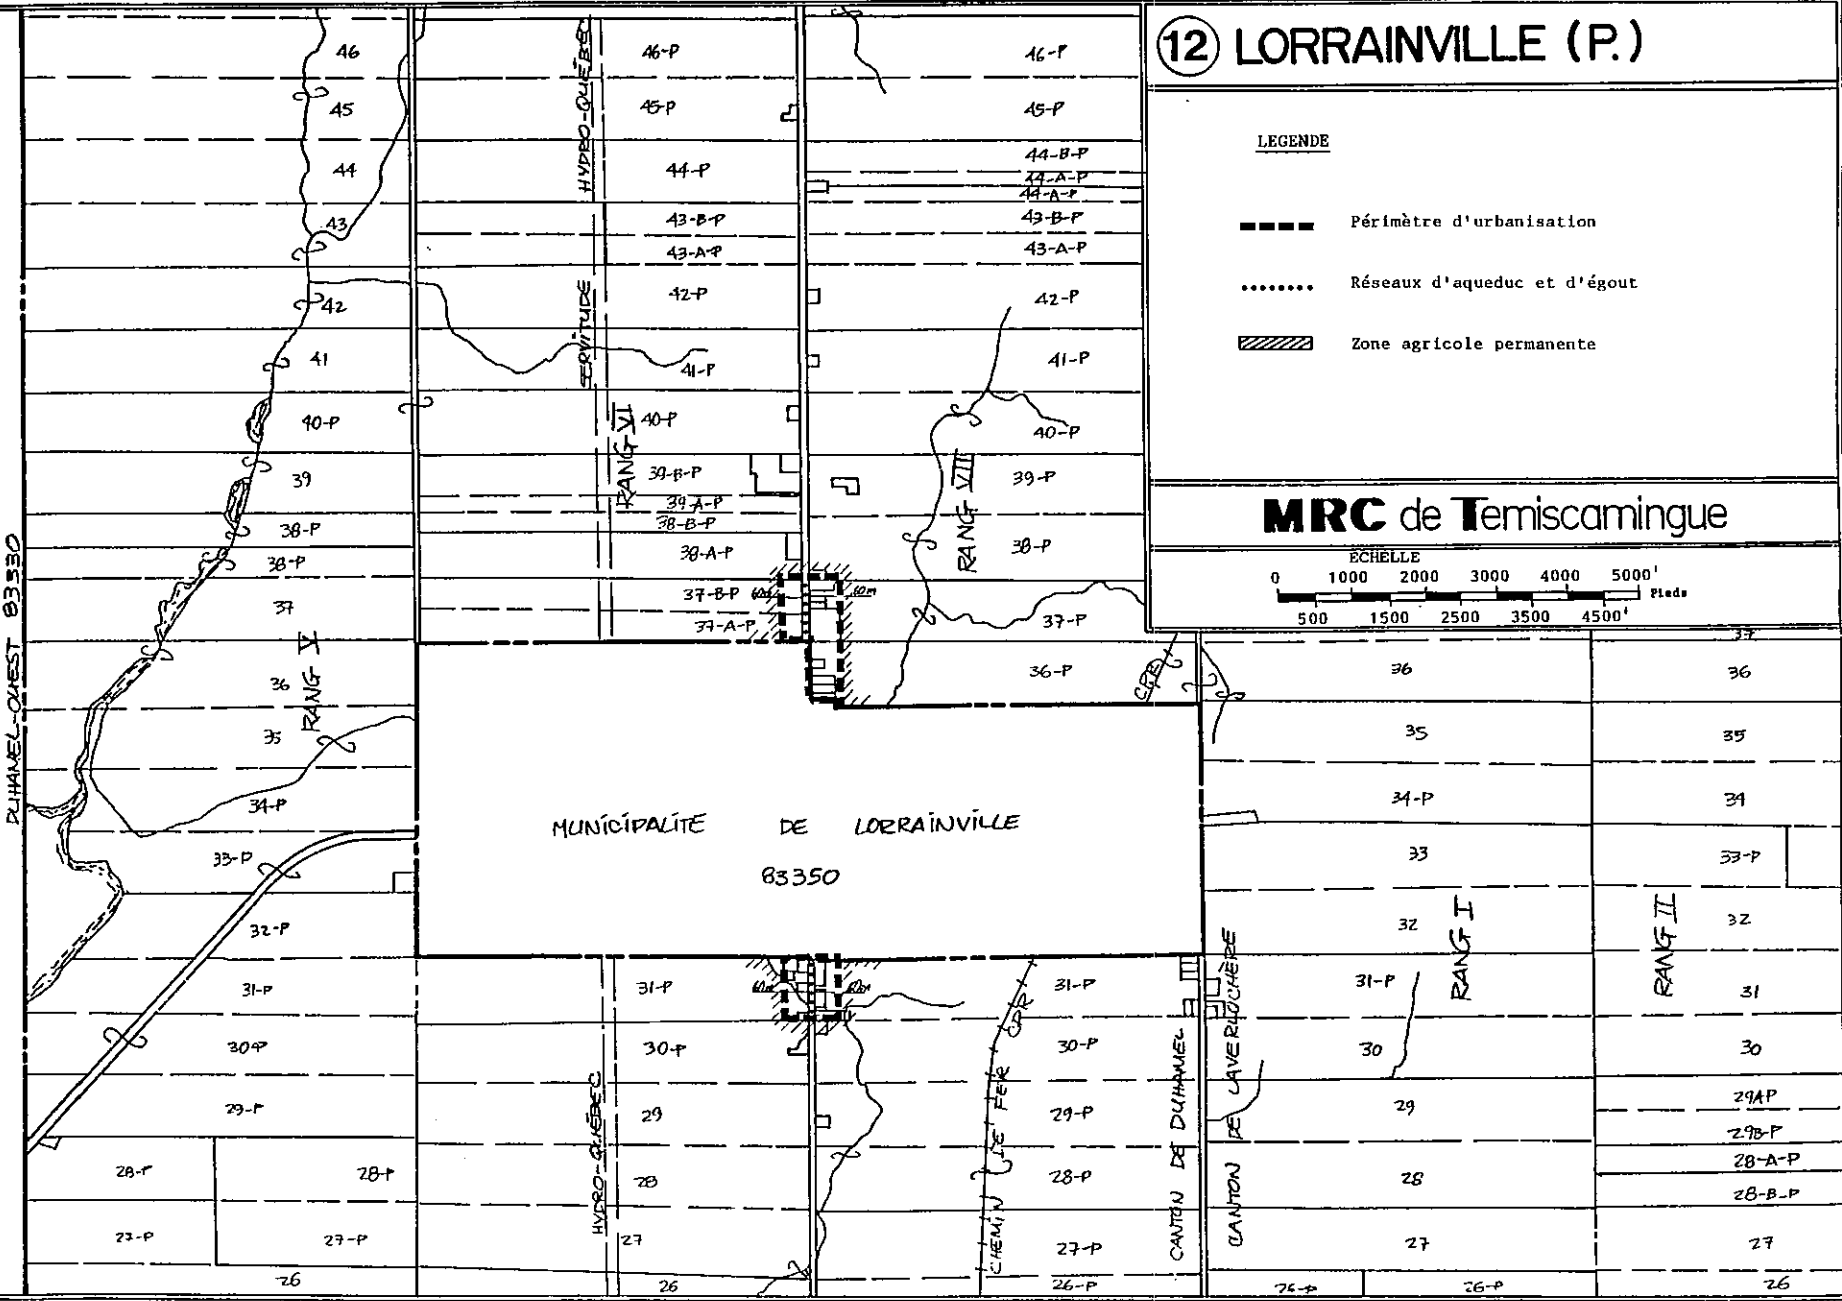 12 LORRAINVILLE (P.)
LEGENDE
Périmètre d'urbanisation
Réseaux d'aqueduc et d'égout
Zone agricole permanente
MRC de Temiscamingue
ECHELLE
0 1000 2000 3000 4000 5000'
Pieds
500 1500 2500 3500 4500'
DUHAMEL-OUEST 83330
46
45
44
43
42
41
40-P
39
38-P
38-P
37
36
35
34-P
33-P
32-P
31-P
30-P
29-P
28-P 28-P
27-P 27-P
26
RANG V
HYDRO-QUÉBEC
SERVITUDE
RANG VI
46-P
45-P
44-P
43-B-P
43-A-P
42-P
41-P
40-P
39-B-P
39-A-P
38-B-P
38-A-P
37-B-P
37-A-P
60m 60m
46-P
45-P
44-B-P
44-A-P
44-A-P
43-B-P
43-A-P
42-P
41-P
40-P
39-P
38-P
37-P
36-P
RANG VII
C.P.R.
MUNICIPALITÉ DE LORRAINVILLE
83350
31-P
30-P
29
28
27
26
HYDRO-QUÉBEC
60m 60m
31-P
30-P
29-P
28-P
27-P
26-P
CHEMIN DE FER C.P.R.
CANTON DE DUHAMEL
CANTON DE LAVERLOCHÈRE
36
35
34-P
33
32
31-P
30
29
28
27
26-P 26-P
RANG I
37
36
35
34
33-P
32
31
30
29AP
29B-P
28-A-P
28-B-P
27
26
RANG II